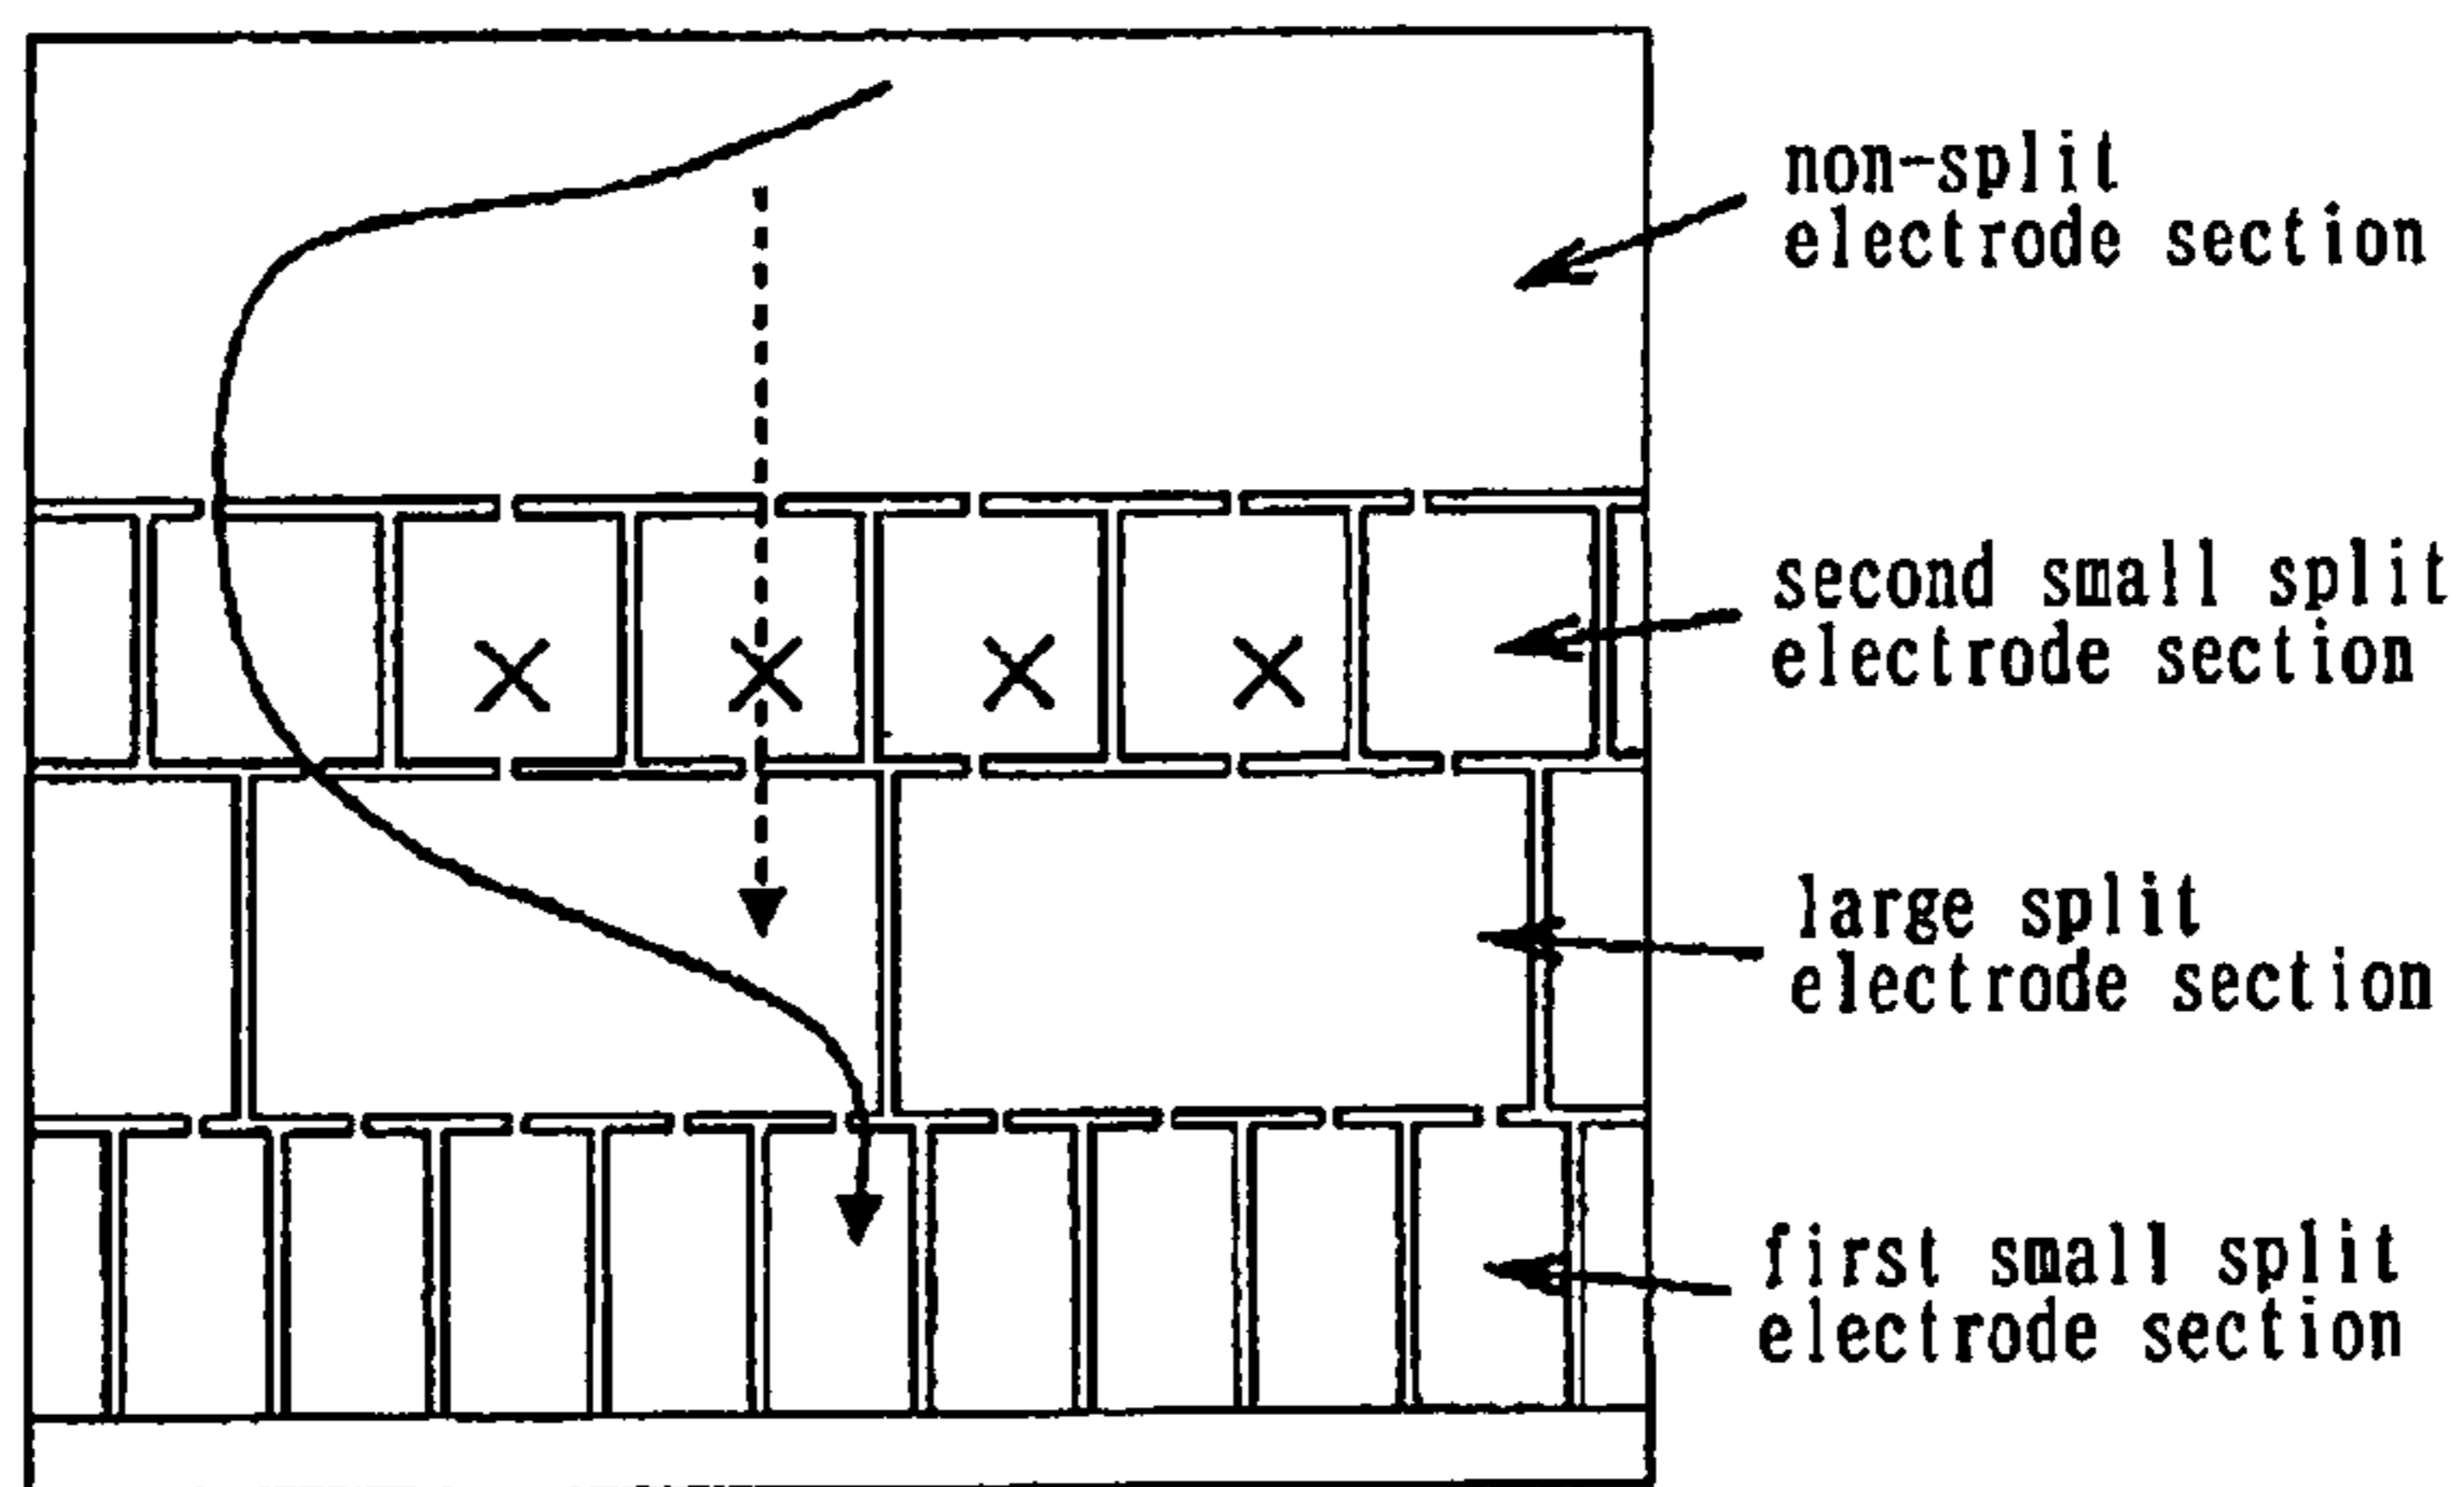 non-split
electrode section
second small split
electrode section
large split
electrode section
first small split
electrode section